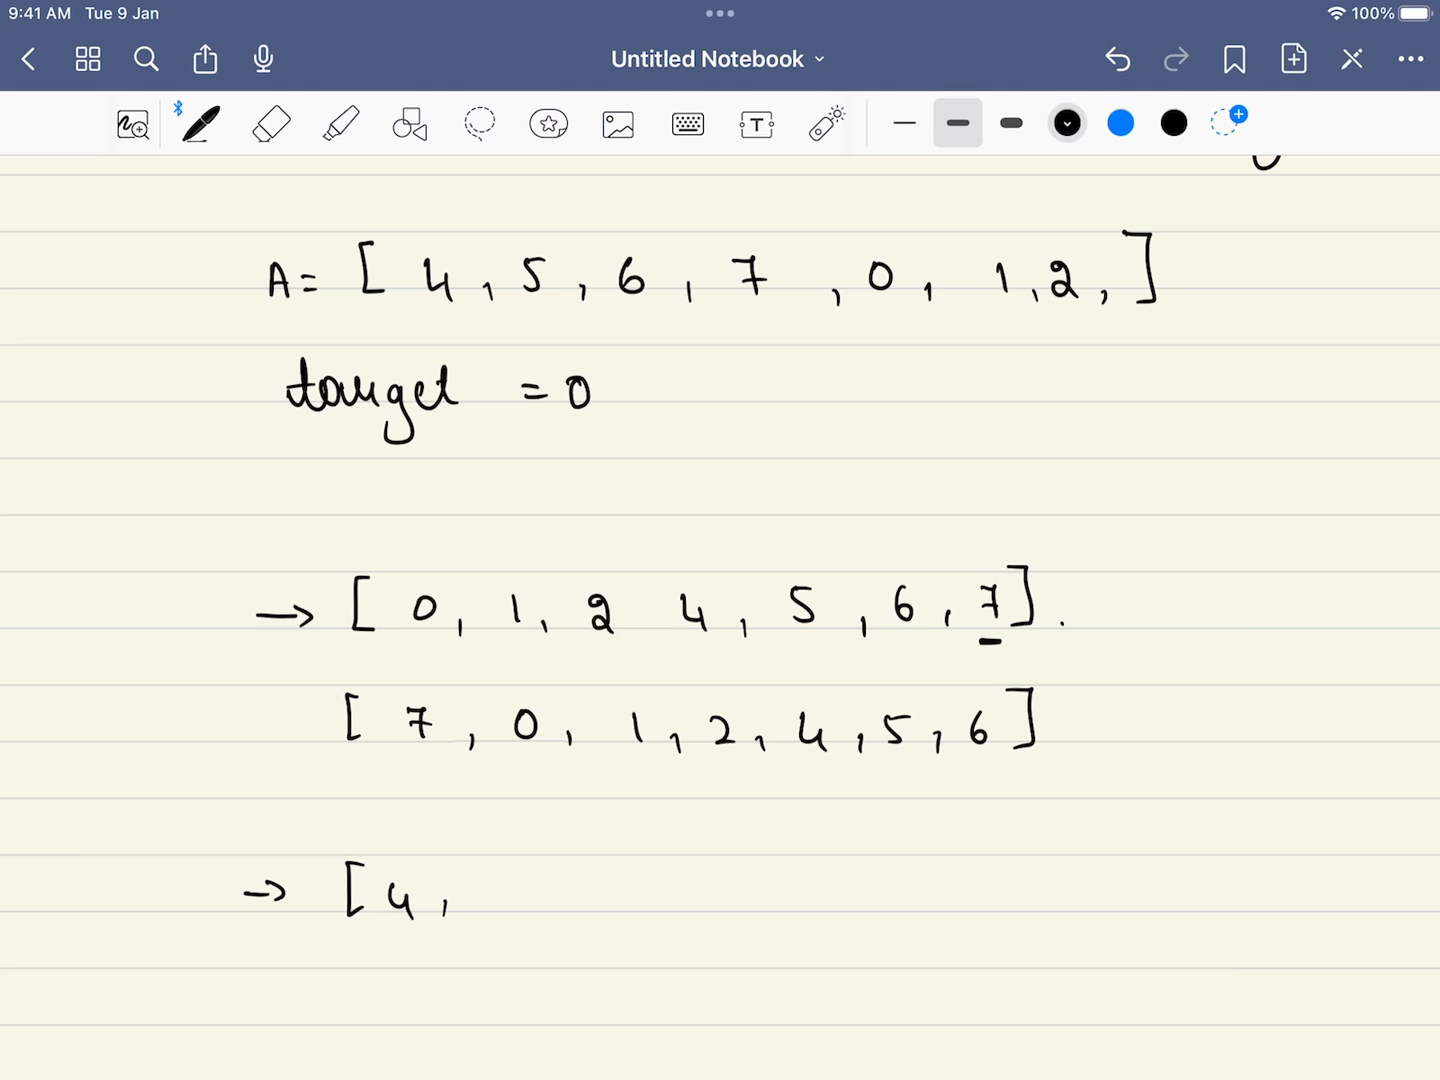 9:41 AM Tue 9 Jan
100%
Untitled Notebook
T
A = [ 4 , 5 , 6 , 7 , 0 , 1 , 2 , ]
target = 0
→ [ 0 , 1 , 2 4 , 5 , 6 , 7 ] .
[ 7 , 0 , 1 , 2 , 4 , 5 , 6 ]
→ [ 4 ,